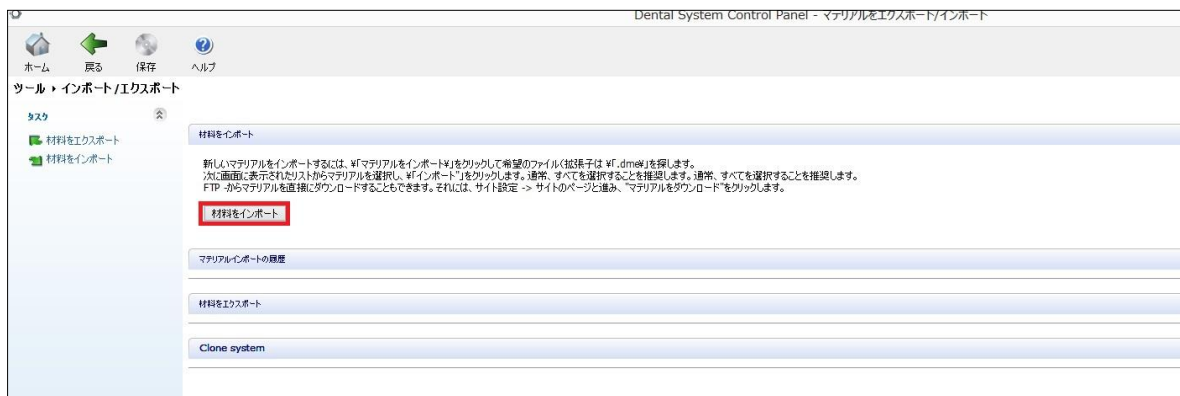 Dental System Control Panel - マテリアルをエクスポート/インポート
ホーム 戻る 保存 ヘルプ
ツール ▸ インポート/エクスポート
タスク
材料をエクスポート
材料をインポート
材料をインポート
新しいマテリアルをインポートするには、¥「マテリアルをインポート¥」をクリックして希望のファイル（拡張子は ¥「.dme¥」を探します。
次に画面に表示されたリストからマテリアルを選択し、¥「インポート"」をクリックします。通常、すべてを選択することを推奨します。通常、すべてを選択することを推奨します。
FTP -からマテリアルを直接にダウンロードすることもできます。それには、サイト設定 -> サイトのページと進み、"マテリアルをダウンロード"をクリックします。
材料をインポート
マテリアルインポートの履歴
材料をエクスポート
Clone system